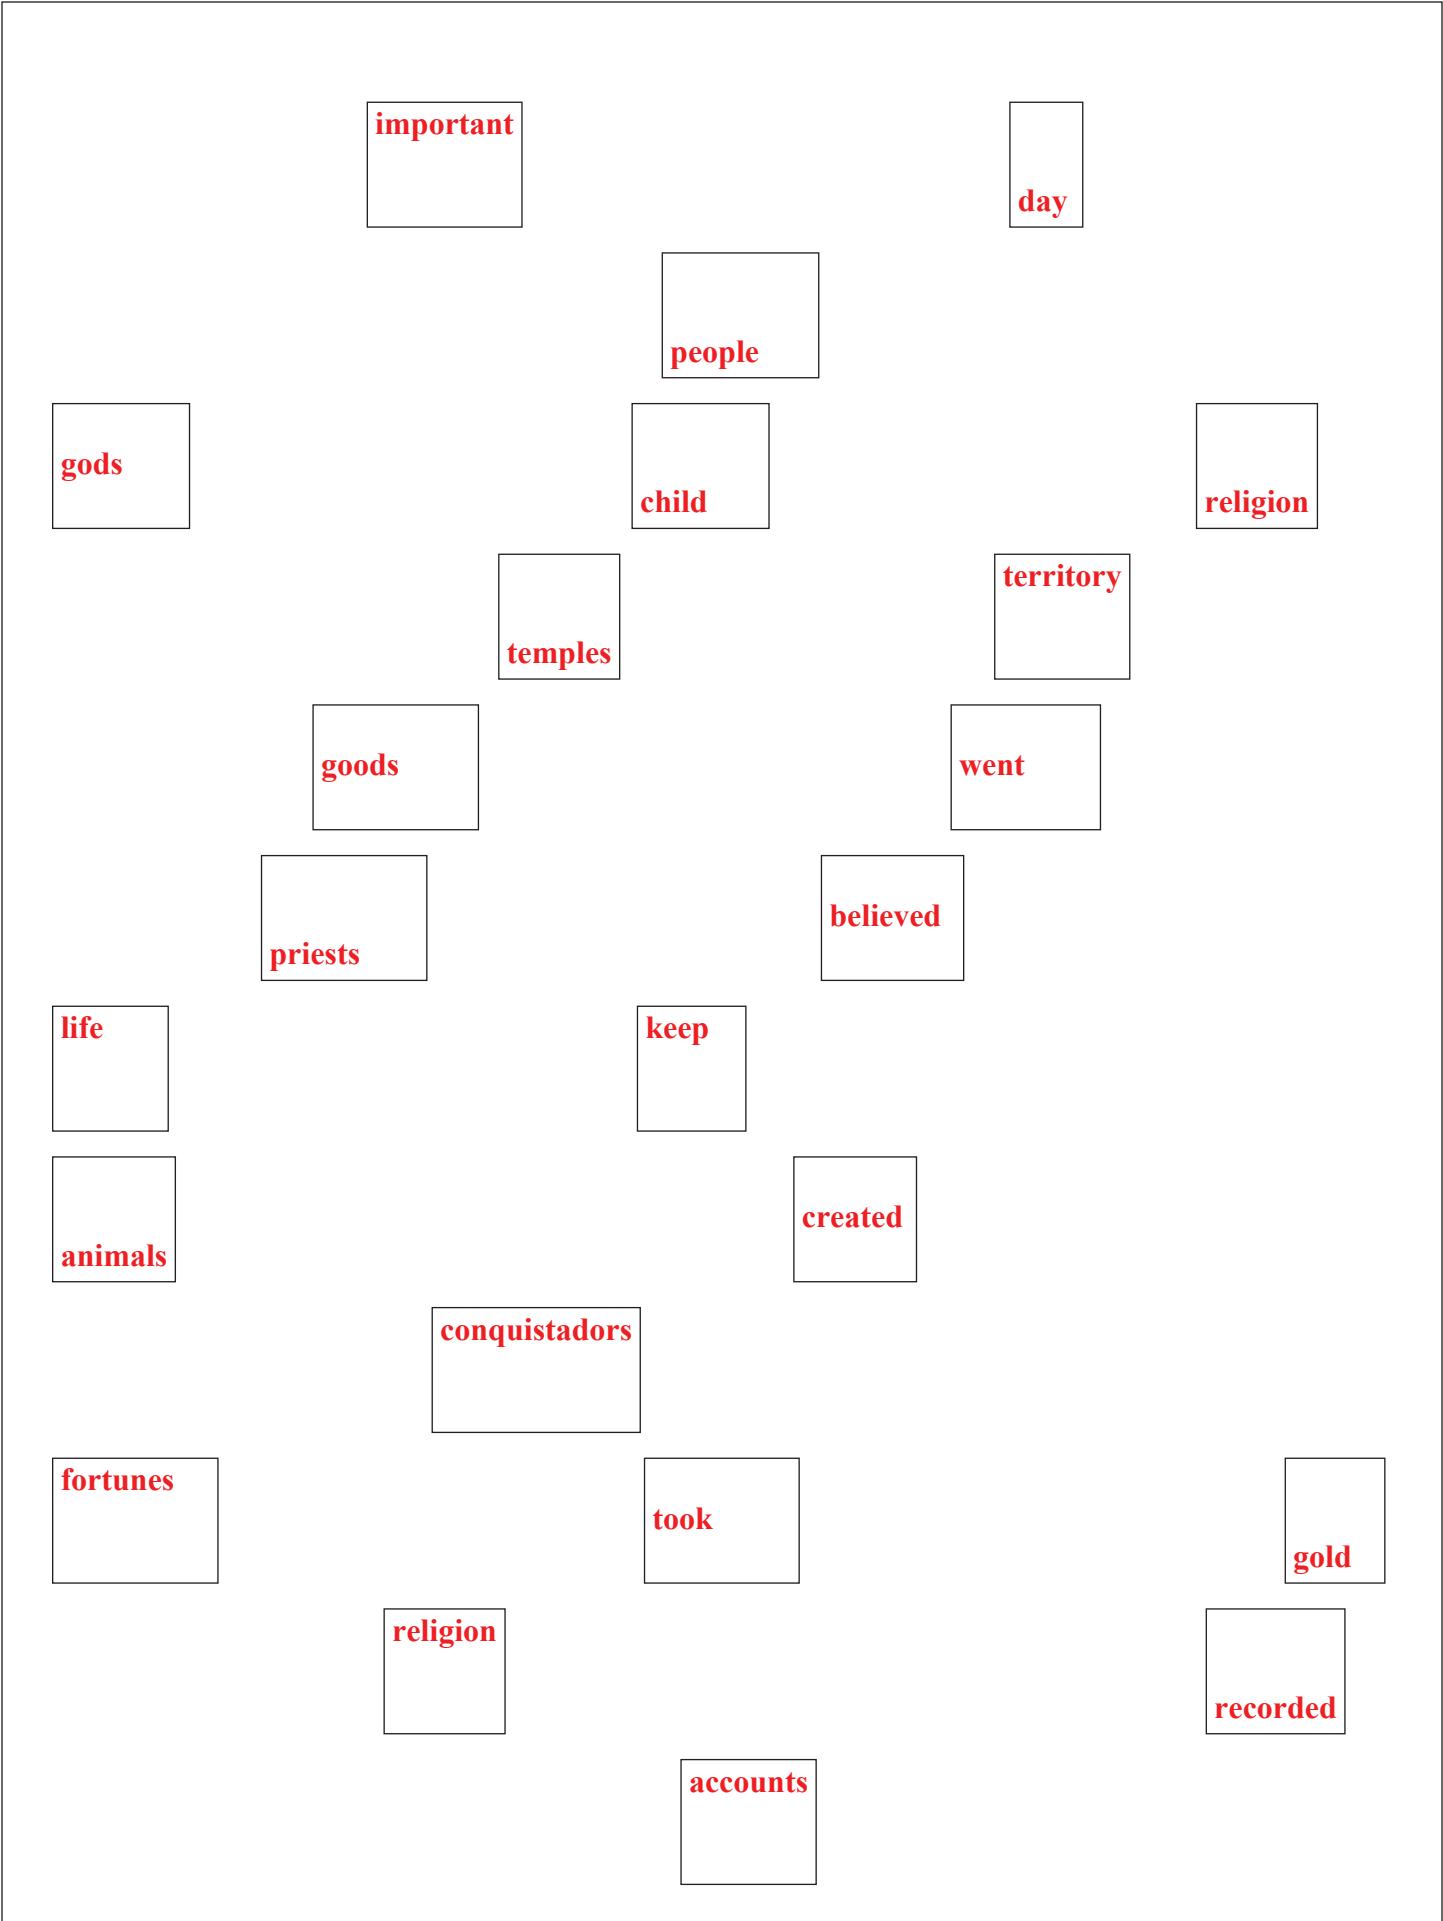 important
day
people
gods
child
religion
temples
territory
goods
went
priests
believed
life
keep
animals
created
conquistadors
fortunes
took
gold
religion
recorded
accounts